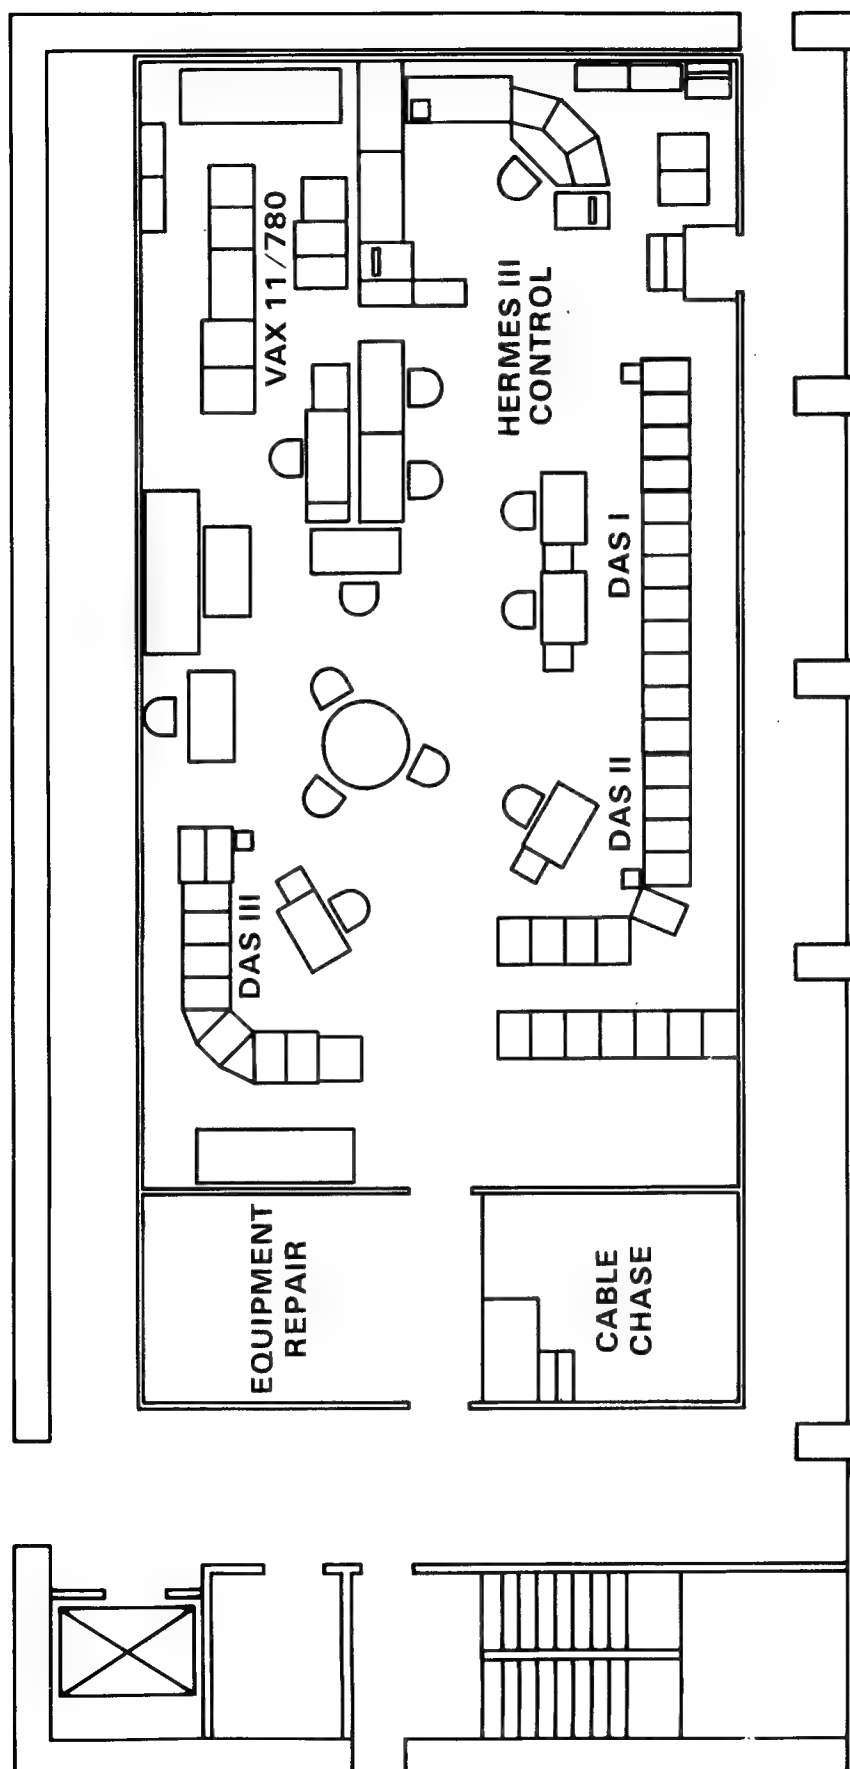 VAX 11/780
HERMES III
CONTROL
DAS I
DAS II
DAS III
EQUIPMENT
REPAIR
CABLE
CHASE